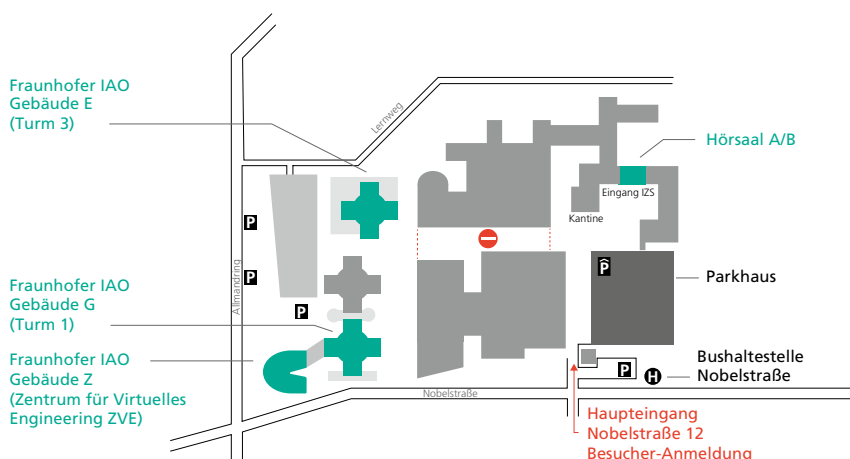 Fraunhofer IAO
Gebäude E
(Turm 3)
Lernweg
Hörsaal A/B
Eingang IZS
Kantine
P
P
P
P
Parkhaus
Allmandring
Fraunhofer IAO
Gebäude G
(Turm 1)
Fraunhofer IAO
Gebäude Z
(Zentrum für Virtuelles
Engineering ZVE)
P
H
Bushaltestelle
Nobelstraße
Nobelstraße
Haupteingang
Nobelstraße 12
Besucher-Anmeldung